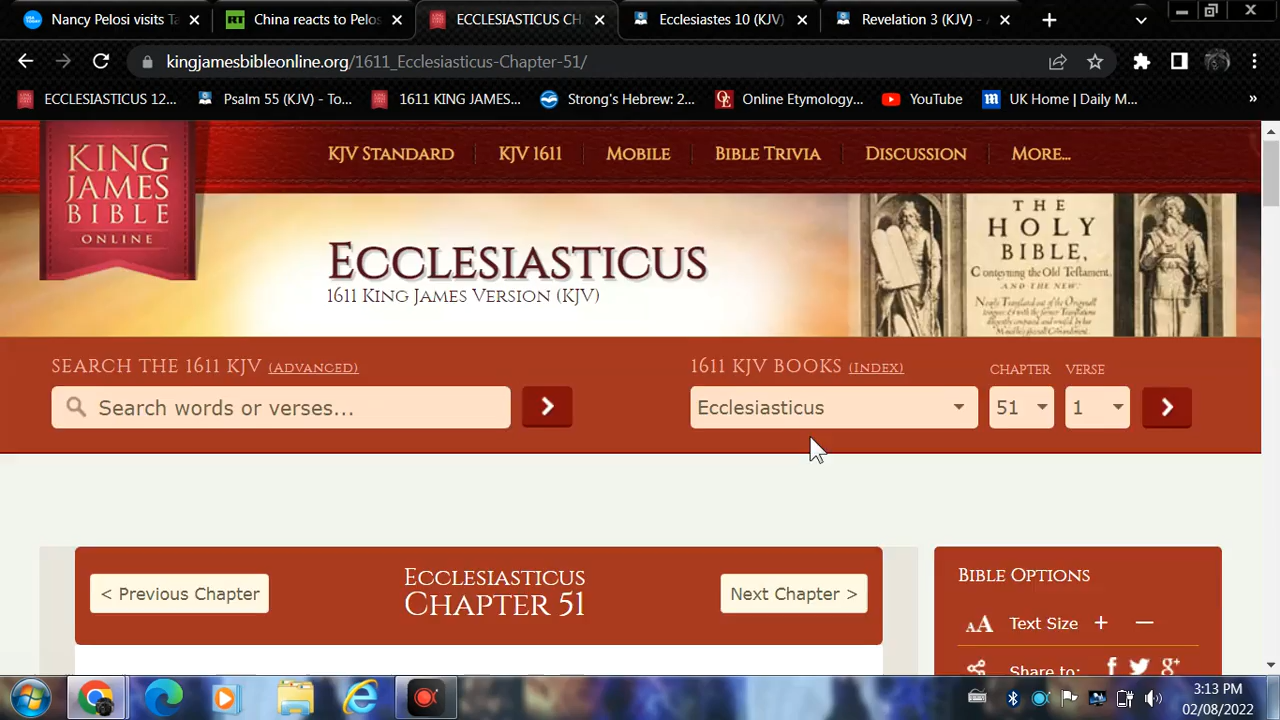 Nancy Pelosi visits Ta
China reacts to Pelos
ECCLESIASTICUS CH
Ecclesiastes 10 (KJV)
Revelation 3 (KJV) -
kingjamesbibleonline.org/1611_Ecclesiasticus-Chapter-51/
ECCLESIASTICUS 12...
Psalm 55 (KJV) - To...
1611 KING JAMES...
Strong's Hebrew: 2...
Online Etymology...
YouTube
UK Home | Daily M...
»
KING
JAMES
BIBLE
ONLINE
KJV STANDARD
KJV 1611
MOBILE
BIBLE TRIVIA
DISCUSSION
MORE...
ECCLESIASTICUS
1611 KING JAMES VERSION (KJV)
THE
HOLY
BIBLE,
Conteyning the Old Testament,
AND THE NEW:
SEARCH THE 1611 KJV (ADVANCED)
Search words or verses...
1611 KJV BOOKS (INDEX)
CHAPTER
VERSE
Ecclesiasticus
51
1
< Previous Chapter
ECCLESIASTICUS
CHAPTER 51
Next Chapter >
BIBLE OPTIONS
AA Text Size + −
Share to:
3:13 PM
02/08/2022